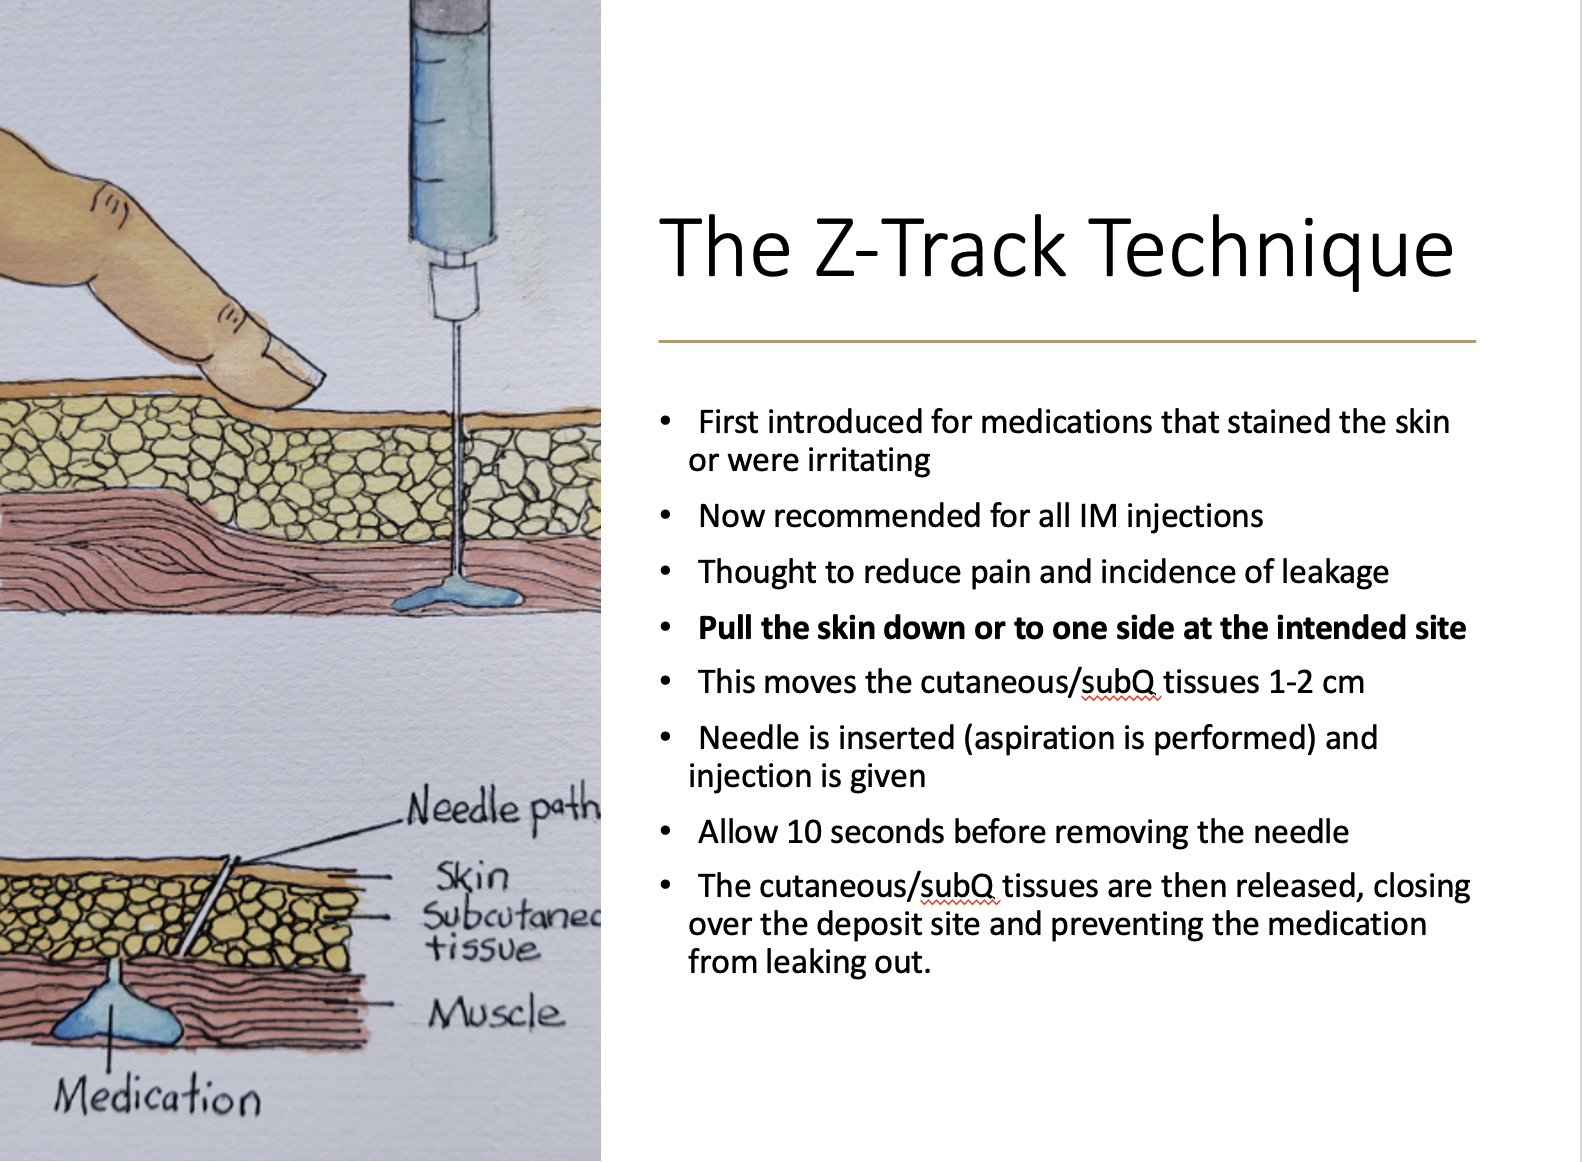 The Z-Track Technique
• First introduced for medications that stained the skin
or were irritating
• Now recommended for all IM injections
• Thought to reduce pain and incidence of leakage
• Pull the skin down or to one side at the intended site
• This moves the cutaneous/subQ tissues 1-2 cm
• Needle is inserted (aspiration is performed) and
injection is given
• Allow 10 seconds before removing the needle
• The cutaneous/subQ tissues are then released, closing
over the deposit site and preventing the medication
from leaking out.
Needle path
Skin
Subcutaneo
tissue
Muscle
Medication